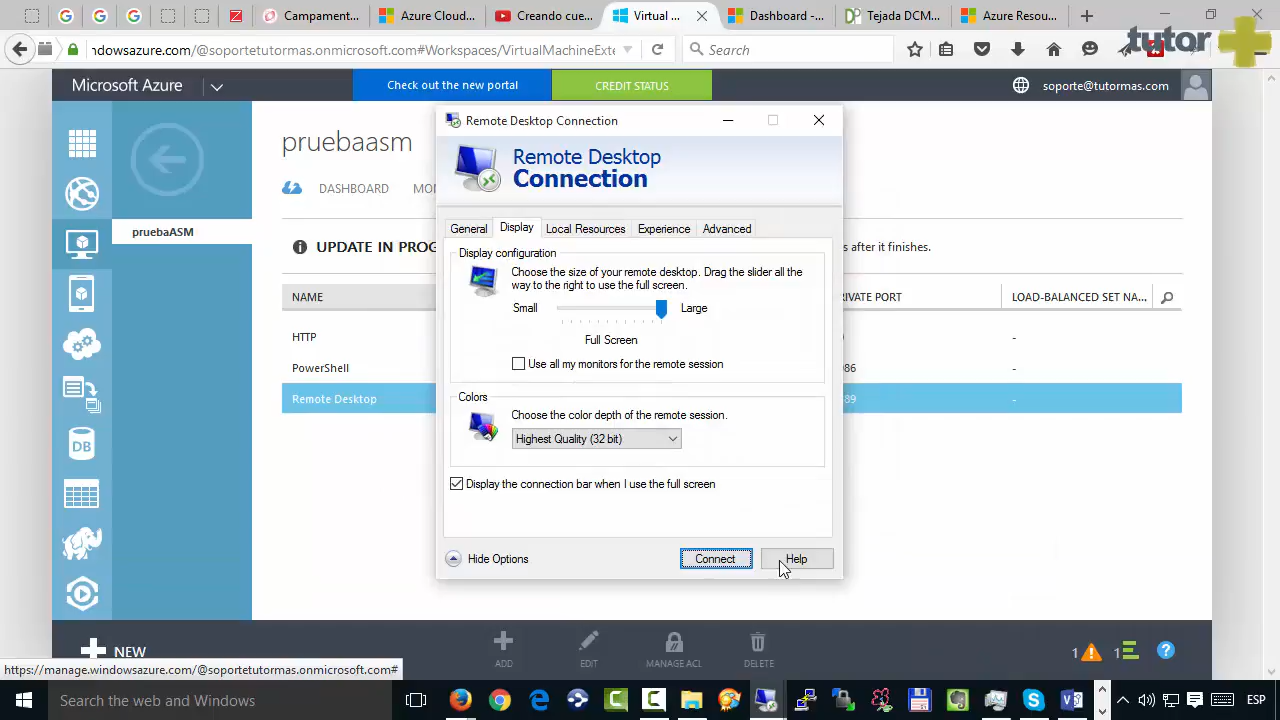 Campament...
Azure Cloud...
Creando cue...
Virtual ...
Dashboard -...
Tejada DCM...
Azure Resou...
ndowsazure.com/@soportetutormas.onmicrosoft.com#Workspaces/VirtualMachineExte
Search
tutor
Microsoft Azure
Check out the new portal
CREDIT STATUS
soporte@tutormas.com
pruebaasm
DASHBOARD
MO
pruebaASM
UPDATE IN PROG
s after it finishes.
NAME
RIVATE PORT
LOAD-BALANCED SET NA...
HTTP
-
PowerShell
86
-
Remote Desktop
89
-
Remote Desktop Connection
Remote Desktop
Connection
General
Display
Local Resources
Experience
Advanced
Display configuration
Choose the size of your remote desktop. Drag the slider all the
way to the right to use the full screen.
Small
Large
Full Screen
Use all my monitors for the remote session
Colors
Choose the color depth of the remote session.
Highest Quality (32 bit)
Display the connection bar when I use the full screen
Hide Options
Connect
Help
DB
NEW
ADD
EDIT
MANAGE ACL
DELETE
1
1
https://manage.windowsazure.com/@soportetutormas.onmicrosoft.com#
Search the web and Windows
ESP